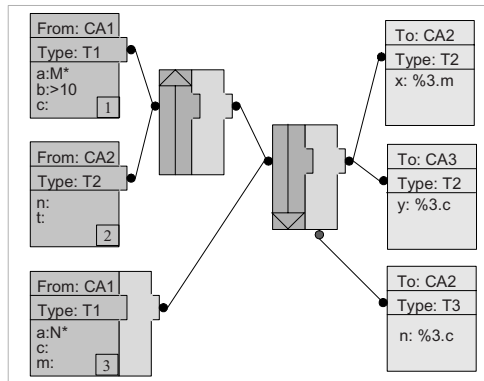 From: CA1
Type: T1
a:M*
b:>10
c:
1
From: CA2
Type: T2
n:
t:
2
From: CA1
Type: T1
a:N*
c:
m:
3
To: CA2
Type: T2
x: %3.m
To: CA3
Type: T2
y: %3.c
To: CA2
Type: T3
n: %3.c